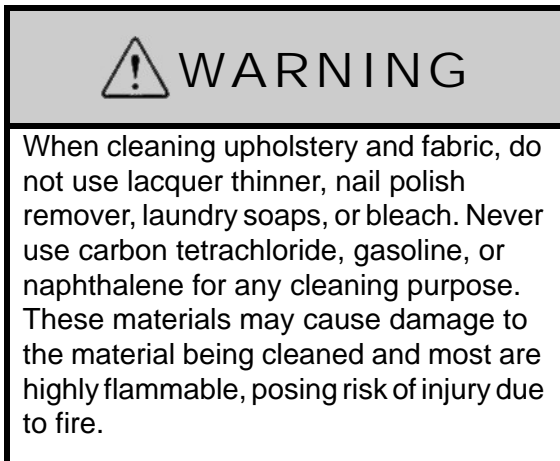 WARNING
When cleaning upholstery and fabric, do
not use lacquer thinner, nail polish
remover, laundry soaps, or bleach. Never
use carbon tetrachloride, gasoline, or
naphthalene for any cleaning purpose.
These materials may cause damage to
the material being cleaned and most are
highly flammable, posing risk of injury due
to fire.